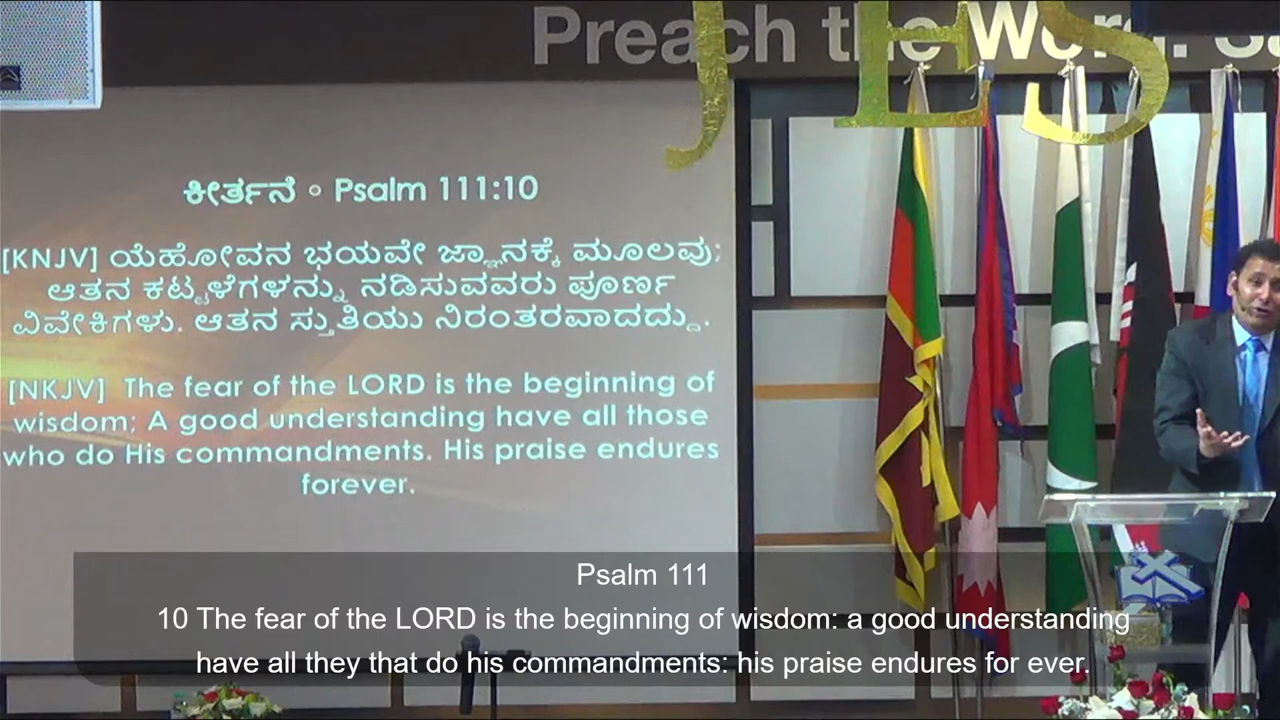 Preach the Word.
JES
ಕೀರ್ತನೆ ◦ Psalm 111:10
[KNJV] ಯೆಹೋವನ ಭಯವೇ ಜ್ಞಾನಕ್ಕೆ ಮೂಲವು;
ಆತನ ಕಟ್ಟಳೆಗಳನ್ನು ನಡಿಸುವವರು ಪೂರ್ಣ
ವಿವೇಕಿಗಳು. ಆತನ ಸ್ತುತಿಯು ನಿರಂತರವಾದದ್ದು.
[NKJV] The fear of the LORD is the beginning of
wisdom; A good understanding have all those
who do His commandments. His praise endures
forever.
Psalm 111
10 The fear of the LORD is the beginning of wisdom: a good understanding
have all they that do his commandments: his praise endures for ever.